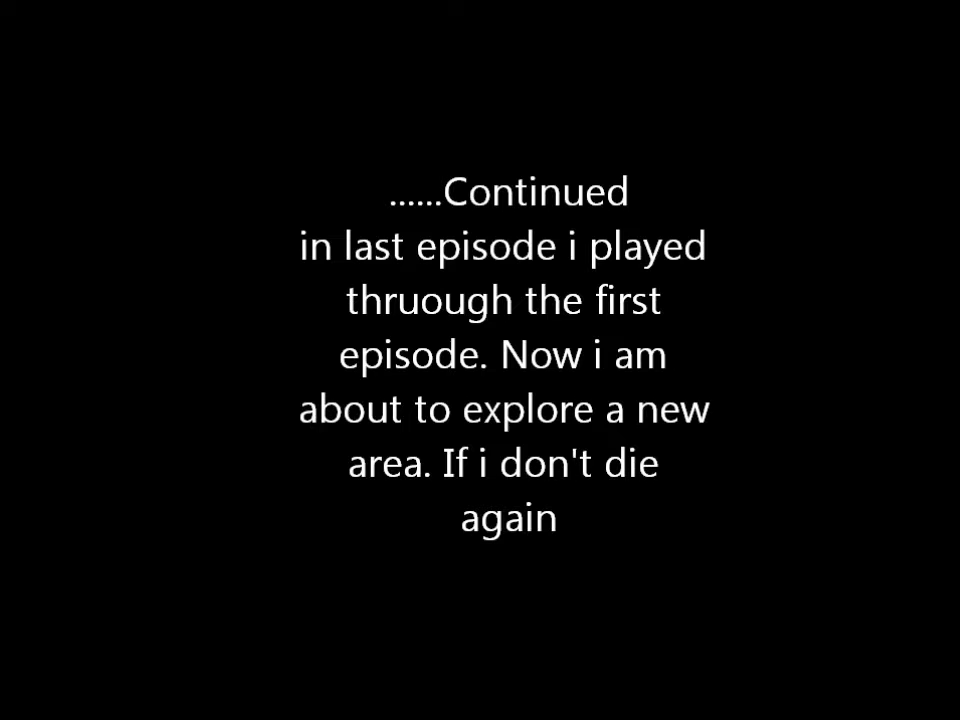 ......Continued
in last episode i played
thruough the first
episode. Now i am
about to explore a new
area. If i don't die
again